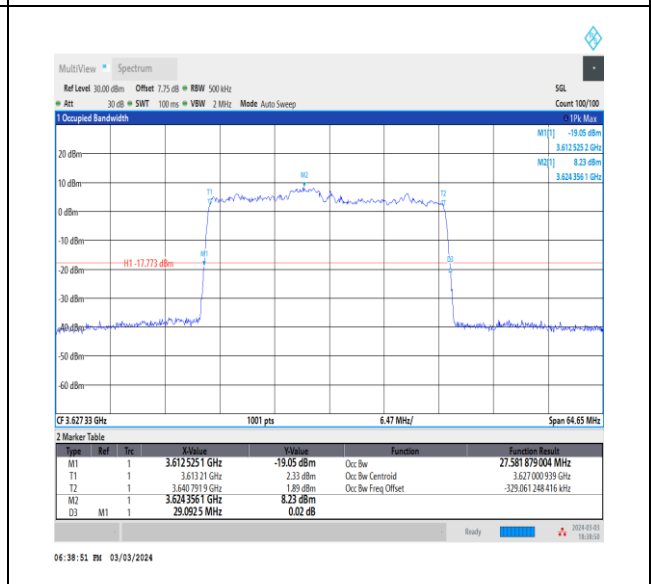 MultiView Spectrum
Ref Level 30.00 dBm Offset 7.75 dB RBW 500 kHz SGL
Att 30 dB SWT 100 ms VBW 2 MHz Mode Auto Sweep Count 100/100
1 Occupied Bandwidth 1Pk Max
M1[1] -19.05 dBm
3.612 525 2 GHz
M2[1] 8.23 dBm
3.624 356 1 GHz
20 dBm
M2
10 dBm
T1 T2
0 dBm
-10 dBm
M1
D3
H1 -17.773 dBm
-20 dBm
-30 dBm
-40 dBm
-50 dBm
-60 dBm
CF 3.627 33 GHz 1001 pts 6.47 MHz/ Span 64.65 MHz
2 Marker Table
Type Ref Trc X-Value Y-Value Function Function Result
M1 1 3.612 525 1 GHz -19.05 dBm Occ Bw 27.581 879 004 MHz
T1 1 3.613 21 GHz 2.33 dBm Occ Bw Centroid 3.627 000 939 GHz
T2 1 3.640 791 9 GHz 1.89 dBm Occ Bw Freq Offset -329.061 248 416 kHz
M2 1 3.624 356 1 GHz 8.23 dBm
D3 M1 1 29.092 5 MHz 0.02 dB
Ready 2024-03-03
18:38:50
06:38:51 PM 03/03/2024